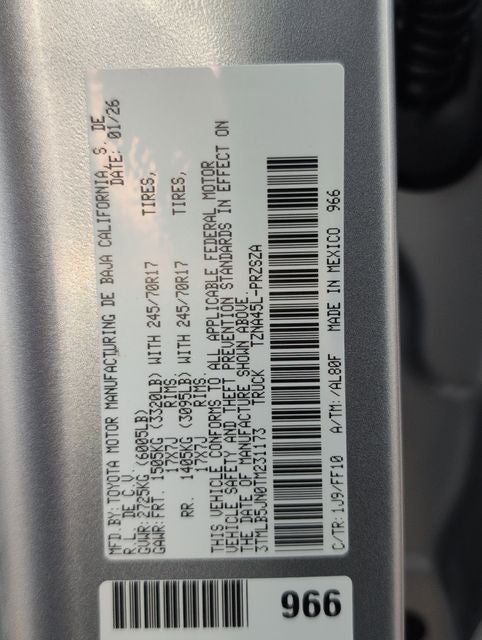 MFD.BY: TOYOTA MOTOR MANUFACTURING DE BAJA CALIFORNIA, S. DE
R.L. DE C.V. DATE: 01/26
GVWR: 2725KG (6005LB)
GAWR: FRT. 1505KG (3320LB) WITH 245/70R17 TIRES,
17X7J RIMS,
RR. 1405KG (3095LB) WITH 245/70R17 TIRES,
17X7J RIMS
THIS VEHICLE CONFORMS TO ALL APPLICABLE FEDERAL MOTOR
VEHICLE SAFETY AND THEFT PREVENTION STANDARDS IN EFFECT ON
THE DATE OF MANUFACTURE SHOWN ABOVE.
3TMLB5JN0TM231173 TRUCK TZNA45L-PRZSZA
C/TR: 1J9/FF10 A/TM: /AL80F MADE IN MEXICO 966
966